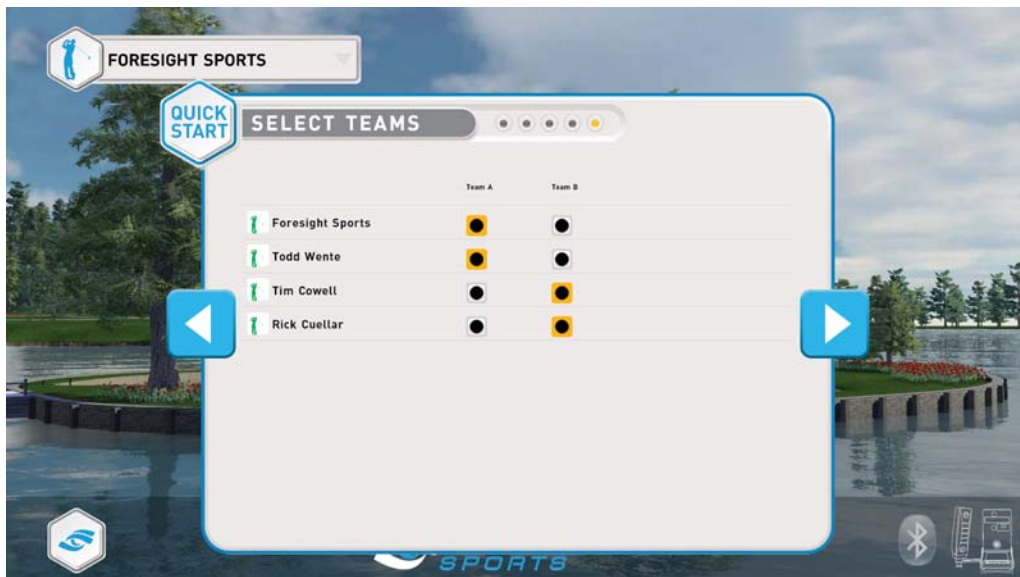 FORESIGHT SPORTS
QUICK
START
SELECT TEAMS
Team A Team B
Foresight Sports
Todd Wente
Tim Cowell
Rick Cuellar
SPORTS